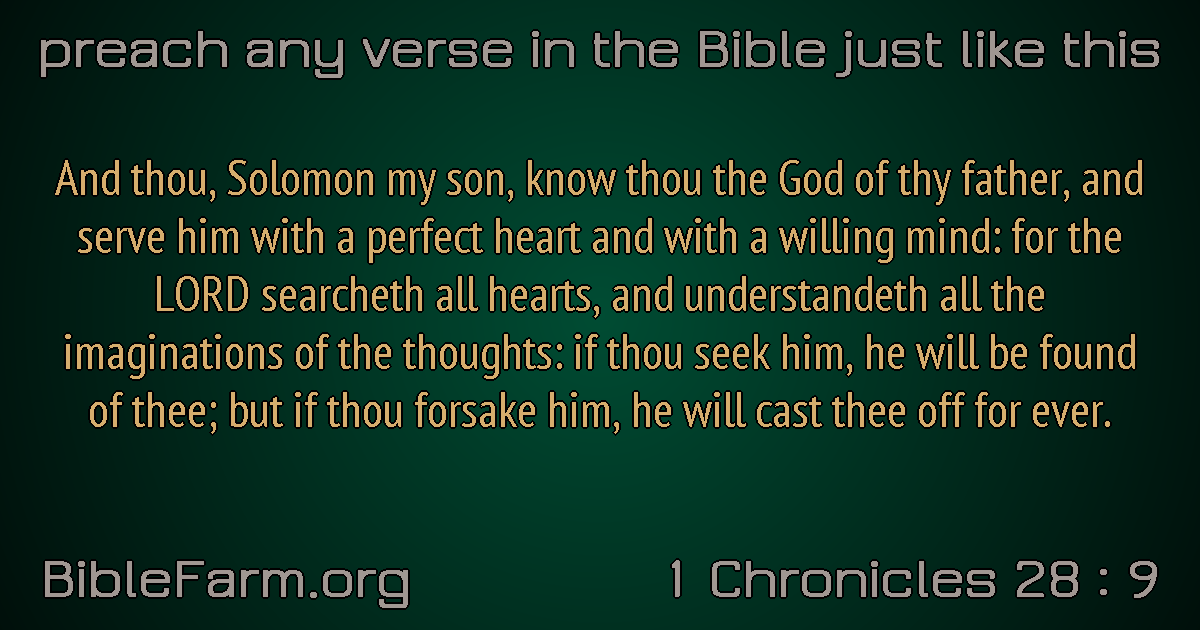 preach any verse in the Bible just like this
And thou, Solomon my son, know thou the God of thy father, and
serve him with a perfect heart and with a willing mind: for the
LORD searcheth all hearts, and understandeth all the
imaginations of the thoughts: if thou seek him, he will be found
of thee; but if thou forsake him, he will cast thee off for ever.
BibleFarm.org
1 Chronicles 28 : 9